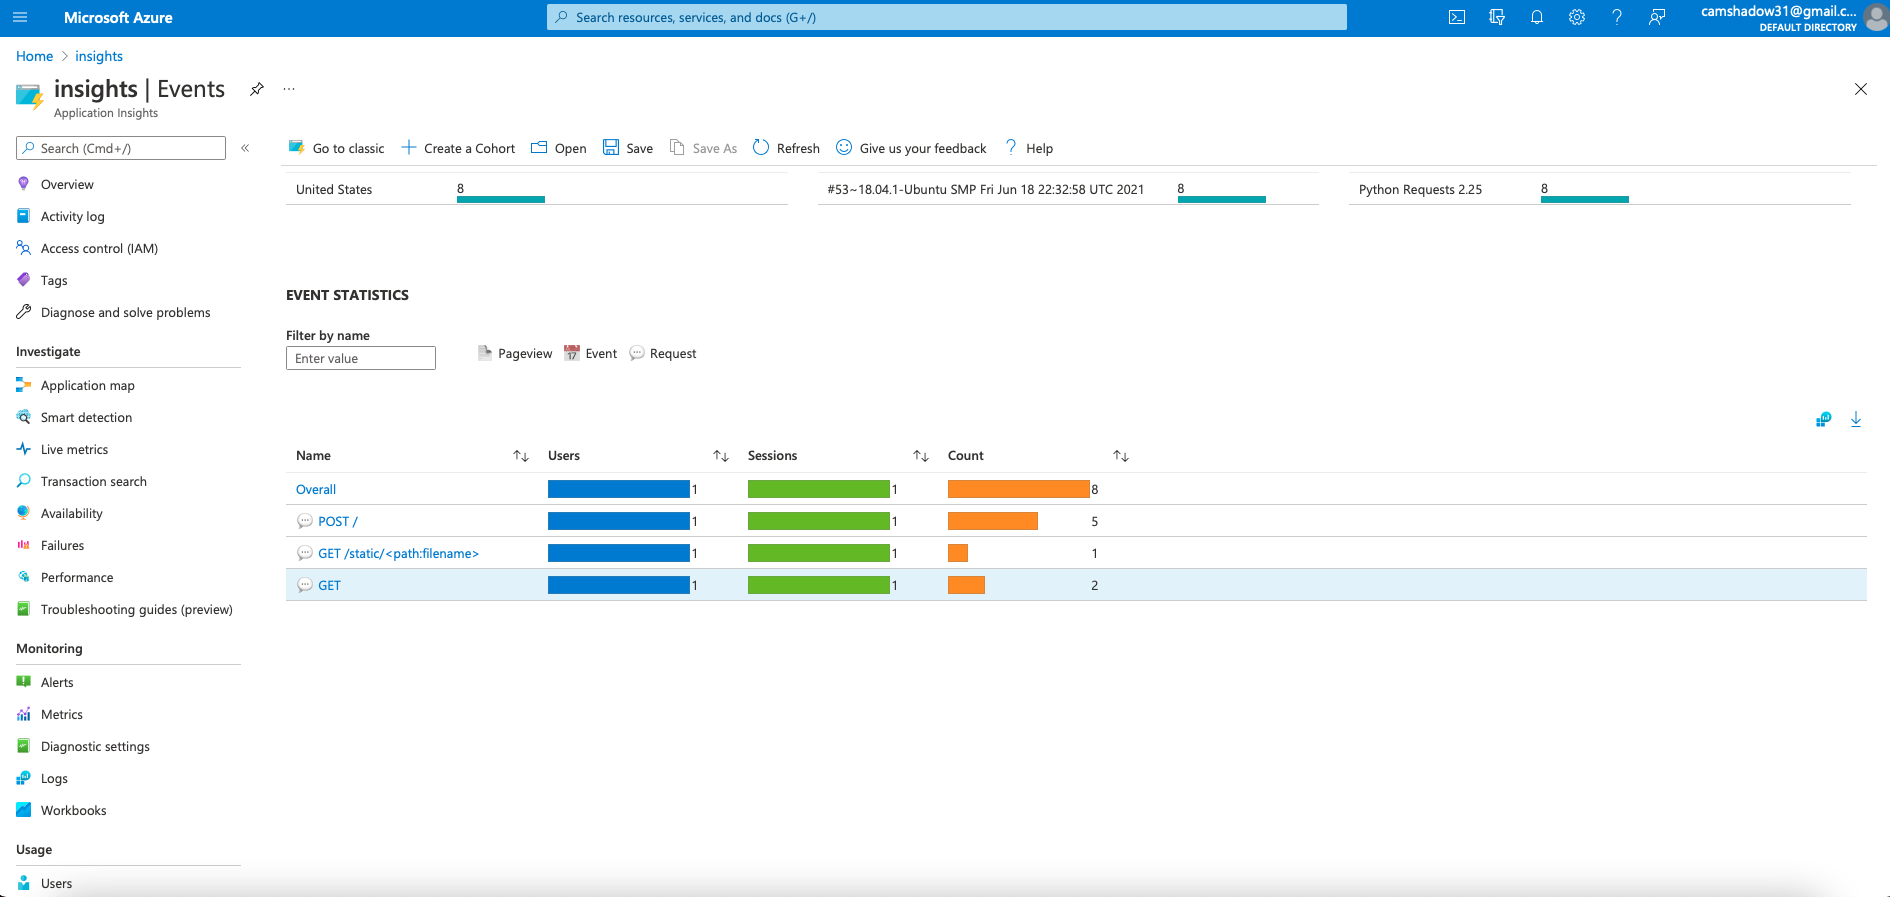 Microsoft Azure
Search resources, services, and docs (G+/)
camshadow31@gmail.c...
DEFAULT DIRECTORY
Home > insights
insights | Events
...
Application Insights
Search (Cmd+/)
«
Go to classic
Create a Cohort
Open
Save
Save As
Refresh
Give us your feedback
? Help
United States 8
#53~18.04.1-Ubuntu SMP Fri Jun 18 22:32:58 UTC 2021 8
Python Requests 2.25 8
Overview
Activity log
Access control (IAM)
Tags
Diagnose and solve problems
Investigate
Application map
Smart detection
Live metrics
Transaction search
Availability
Failures
Performance
Troubleshooting guides (preview)
Monitoring
Alerts
Metrics
Diagnostic settings
Logs
Workbooks
Usage
Users
EVENT STATISTICS
Filter by name
Enter value
Pageview
17 Event
Request
Name Users Sessions Count
Overall 1 1 8
POST / 1 1 5
GET /static/<path:filename> 1 1 1
GET 1 1 2